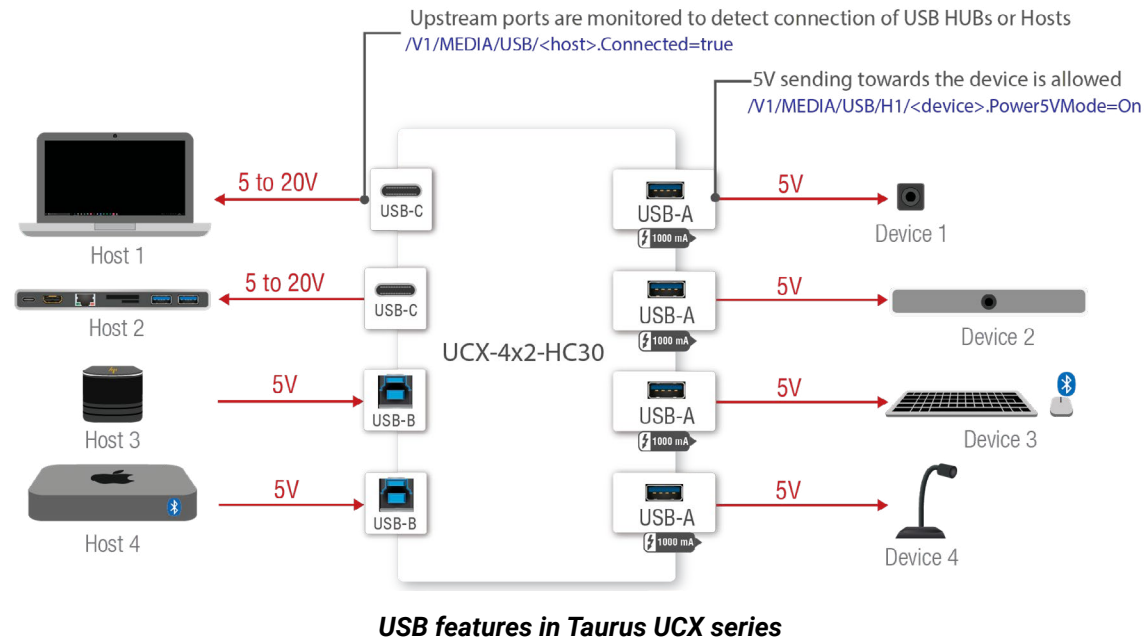 Upstream ports are monitored to detect connection of USB HUBs or Hosts
/V1/MEDIA/USB/<host>.Connected=true
5V sending towards the device is allowed
/V1/MEDIA/USB/H1/<device>.Power5VMode=On
5 to 20V
USB-C
Host 1
USB-A
1000 mA
5V
Device 1
5 to 20V
USB-C
Host 2
USB-A
1000 mA
5V
Device 2
UCX-4x2-HC30
5V
USB-B
Host 3
USB-A
1000 mA
5V
Device 3
5V
USB-B
Host 4
USB-A
1000 mA
5V
Device 4
USB features in Taurus UCX series